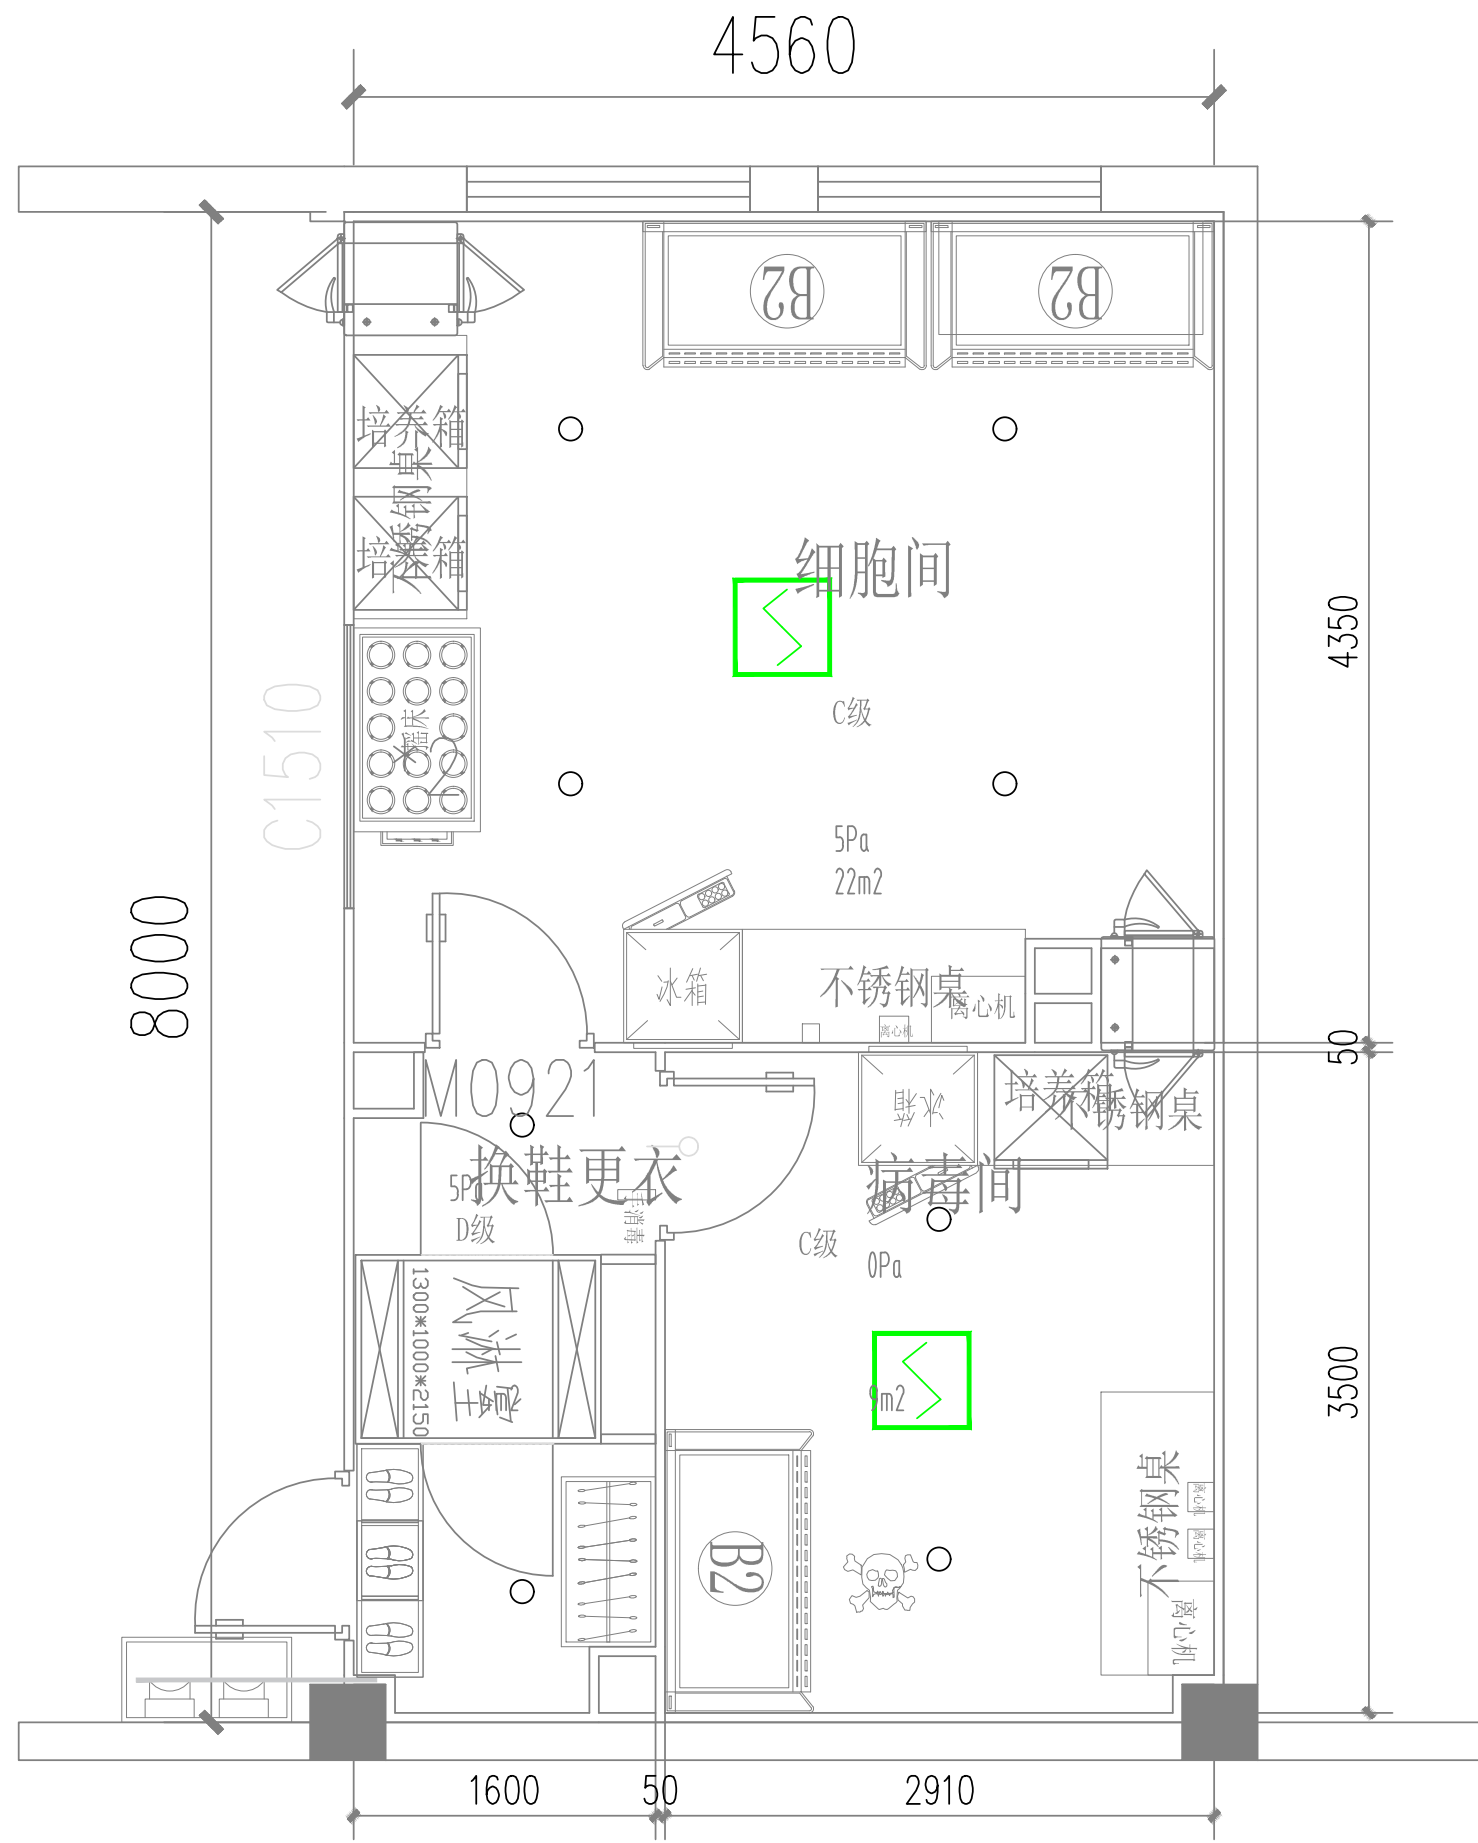 4560
B2
B2
培养箱
不锈钢桌
培养箱
细胞间
4350
C1510
摇床
C级
5Pa
22m2
8000
冰箱
不锈钢桌
离心机
离心机
50
M0921
冰箱
培养箱
不锈钢桌
换鞋更衣
病毒间
5Pa
D级
手消毒
C级
0Pa
风淋室
1300*1000*2150
9m2
3500
B2
不锈钢桌
离心机
离心机
离心机
1600
50
2910